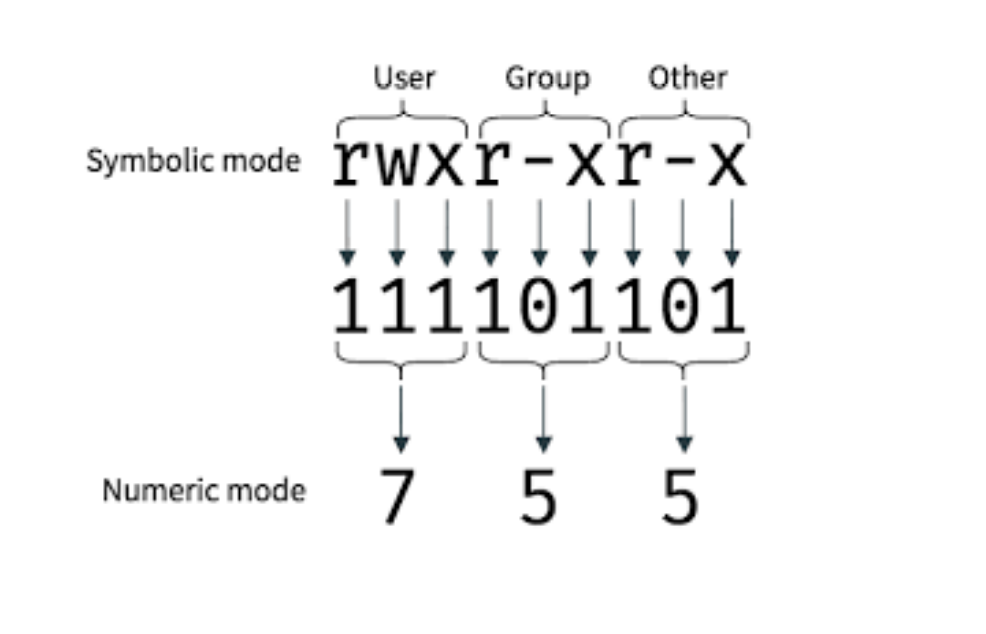 User Group Other
Symbolic mode rwxr-xr-x
111101101
Numeric mode 7 5 5